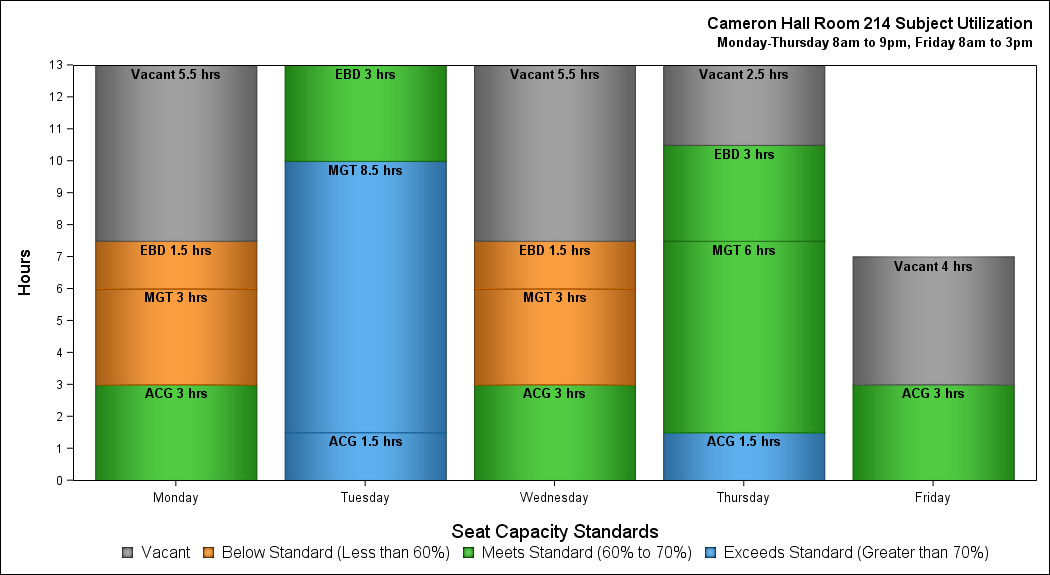 Cameron Hall Room 214 Subject Utilization
Monday-Thursday 8am to 9pm, Friday 8am to 3pm
Hours
13
12
11
10
9
8
7
6
5
4
3
2
1
0
Vacant 5.5 hrs
EBD 1.5 hrs
MGT 3 hrs
ACG 3 hrs
EBD 3 hrs
MGT 8.5 hrs
ACG 1.5 hrs
Vacant 5.5 hrs
EBD 1.5 hrs
MGT 3 hrs
ACG 3 hrs
Vacant 2.5 hrs
EBD 3 hrs
MGT 6 hrs
ACG 1.5 hrs
Vacant 4 hrs
ACG 3 hrs
Monday Tuesday Wednesday Thursday Friday
Seat Capacity Standards
Vacant Below Standard (Less than 60%) Meets Standard (60% to 70%) Exceeds Standard (Greater than 70%)